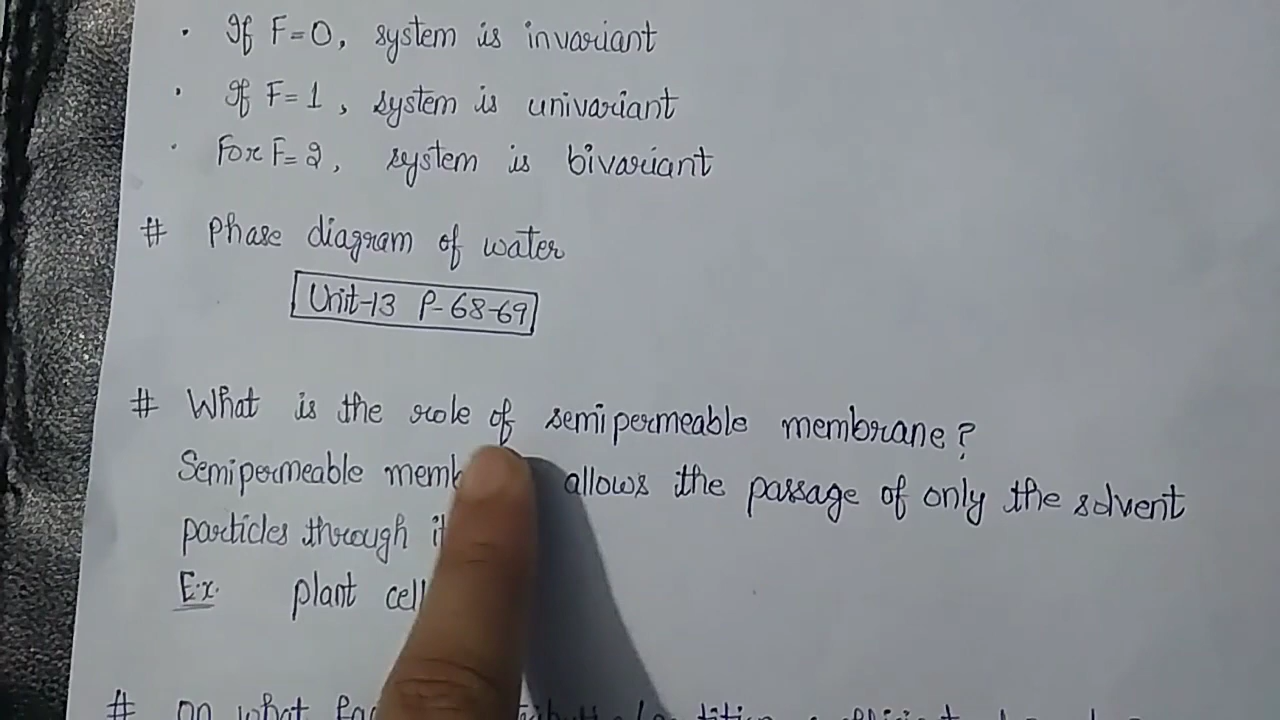 · If F=0, system is invariant
· If F=1, system is univariant
· For F=2, system is bivariant
# Phase diagram of water
Unit-13 P-68-69
# What is the role of semipermeable membrane?
Semipermeable allows the passage of only the solvent
particles through
Ex. plant
# On what